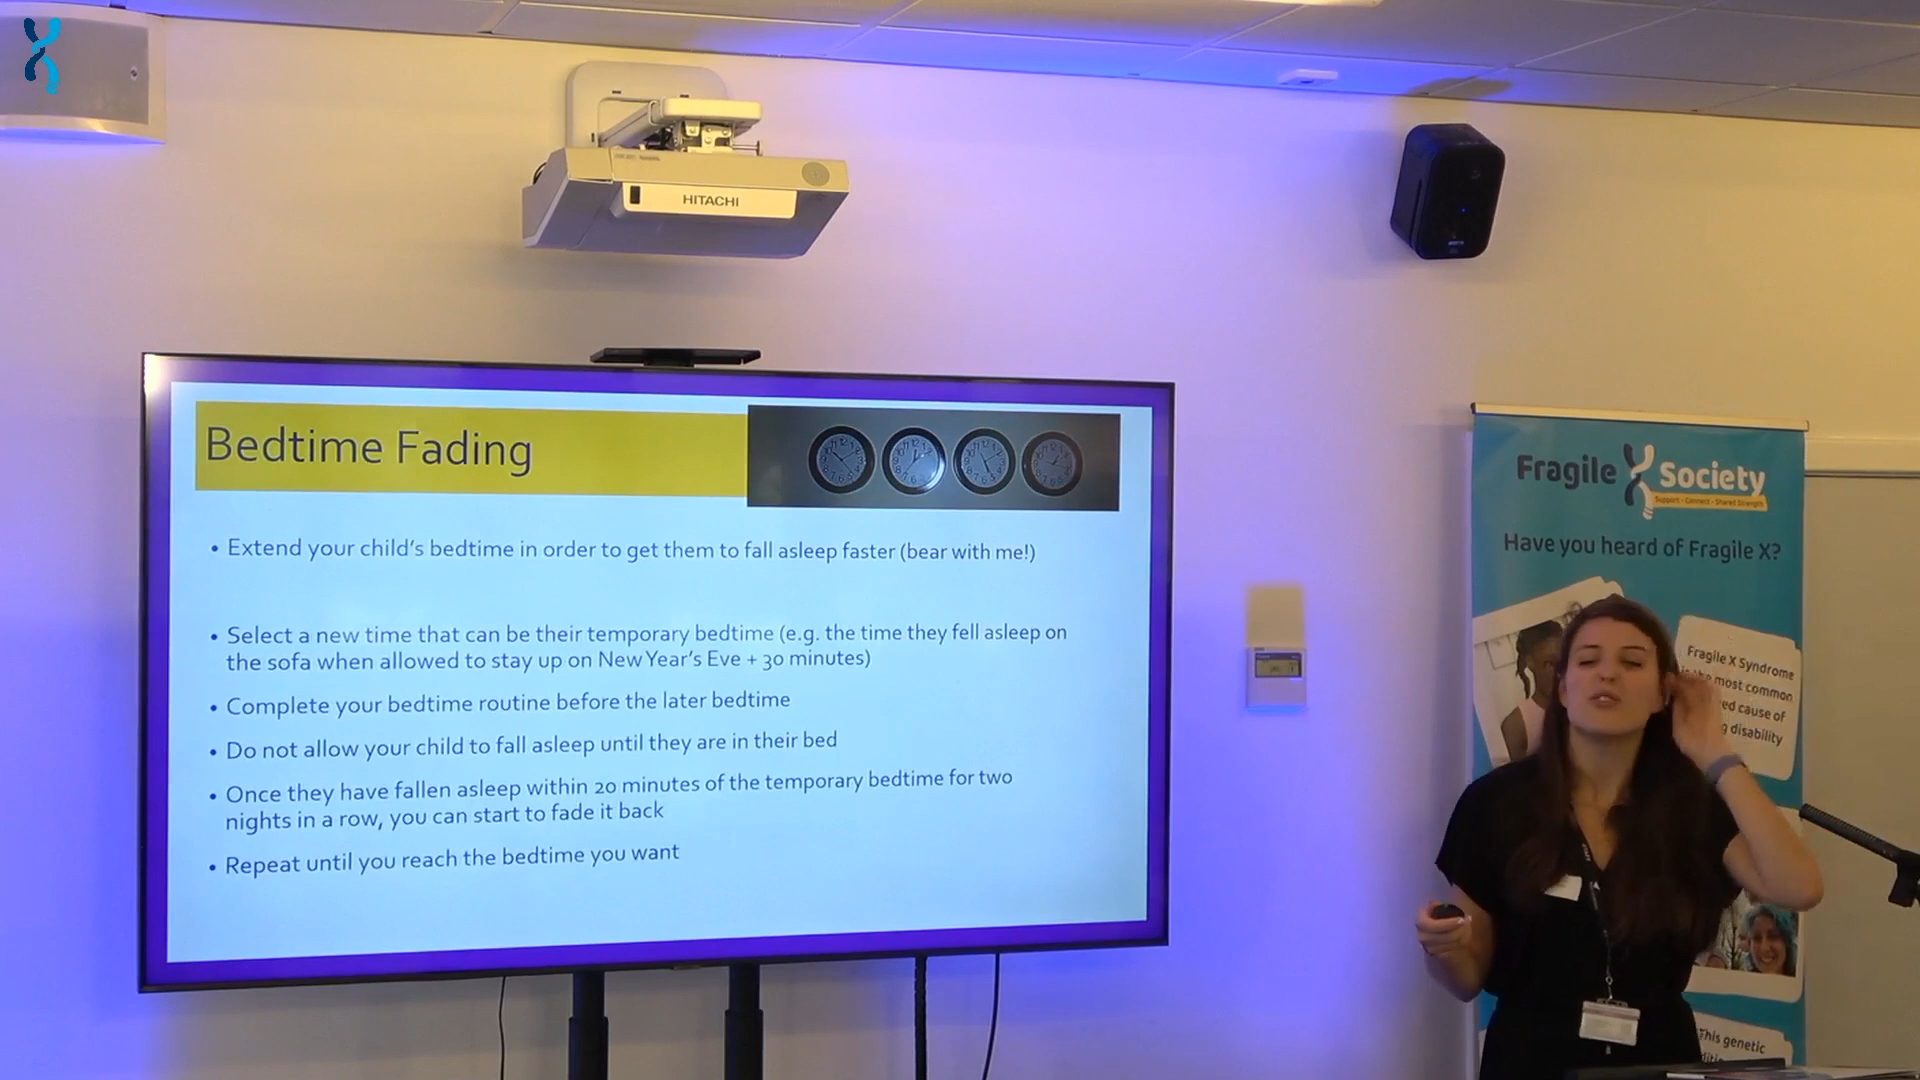 HITACHI
Bedtime Fading
• Extend your child's bedtime in order to get them to fall asleep faster (bear with me!)
• Select a new time that can be their temporary bedtime (e.g. the time they fell asleep on
the sofa when allowed to stay up on New Year's Eve + 30 minutes)
• Complete your bedtime routine before the later bedtime
• Do not allow your child to fall asleep until they are in their bed
• Once they have fallen asleep within 20 minutes of the temporary bedtime for two
nights in a row, you can start to fade it back
• Repeat until you reach the bedtime you want
Fragile X Society
Support - Connect - Shared Strength
Have you heard of Fragile X?
Fragile X Syndrome
most common
cause of
disability
This genetic